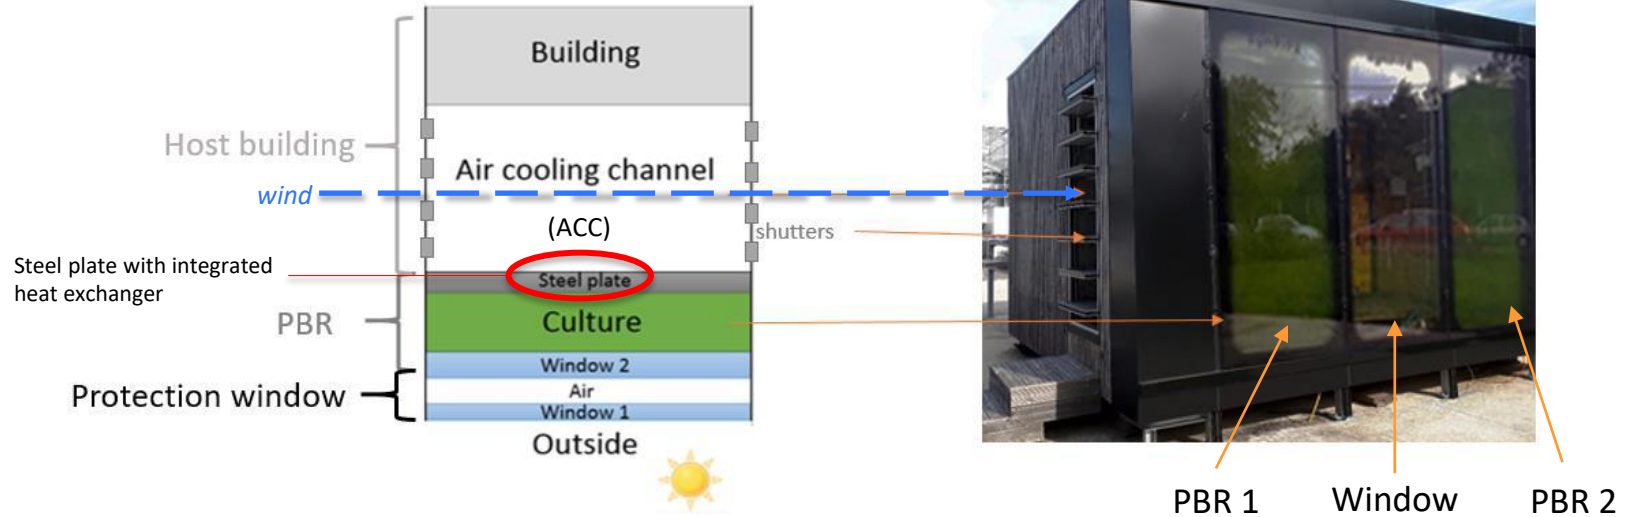 Building
Host building
Air cooling channel
wind
(ACC)
shutters
Steel plate with integrated
heat exchanger
Steel plate
PBR
Culture
Window 2
Protection window
Air
Window 1
Outside
PBR 1
Window
PBR 2